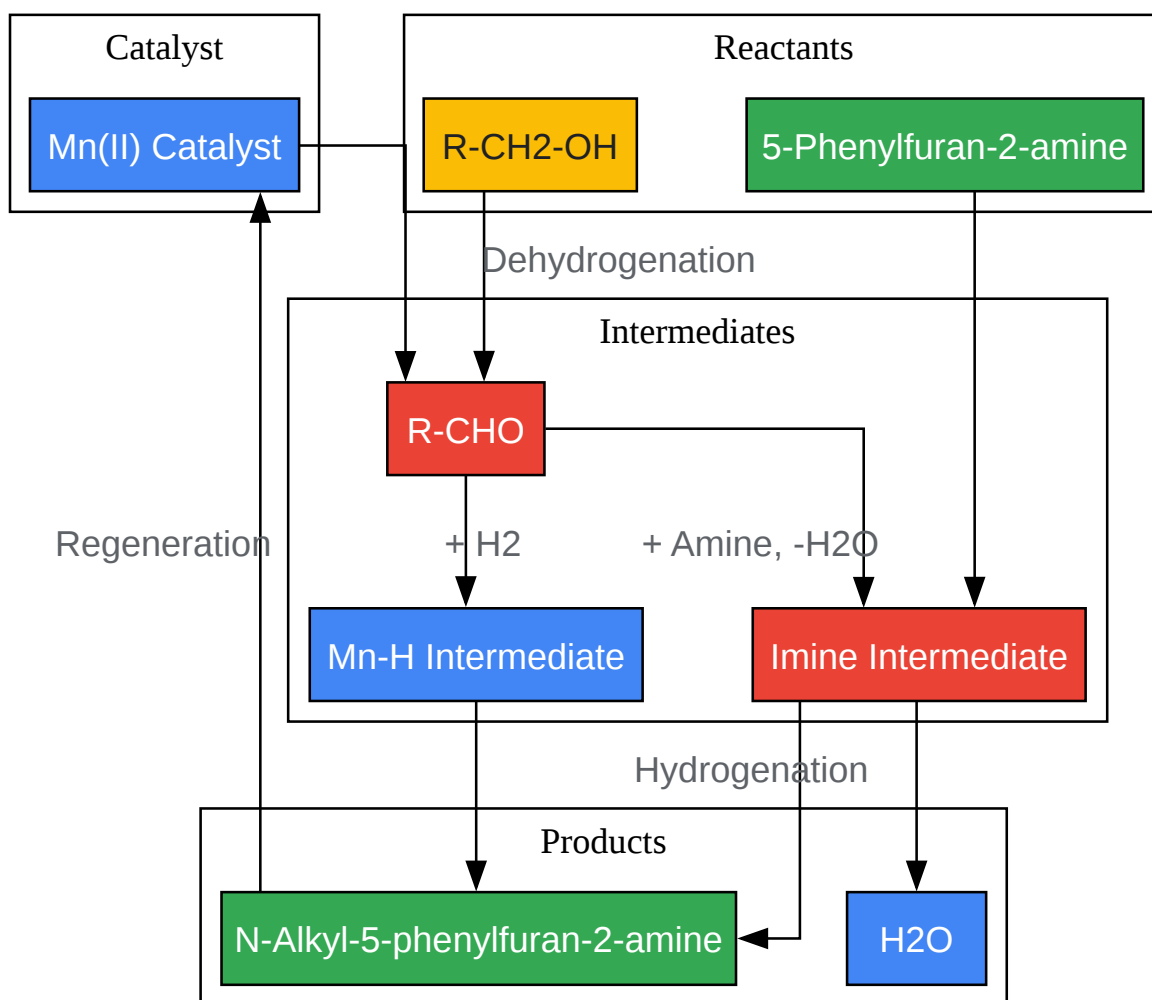 Catalyst
Reactants
Mn(II) Catalyst
R-CH2-OH
5-Phenylfuran-2-amine
Dehydrogenation
Intermediates
R-CHO
Regeneration
+ H2
+ Amine, -H2O
Mn-H Intermediate
Imine Intermediate
Hydrogenation
Products
N-Alkyl-5-phenylfuran-2-amine
H2O